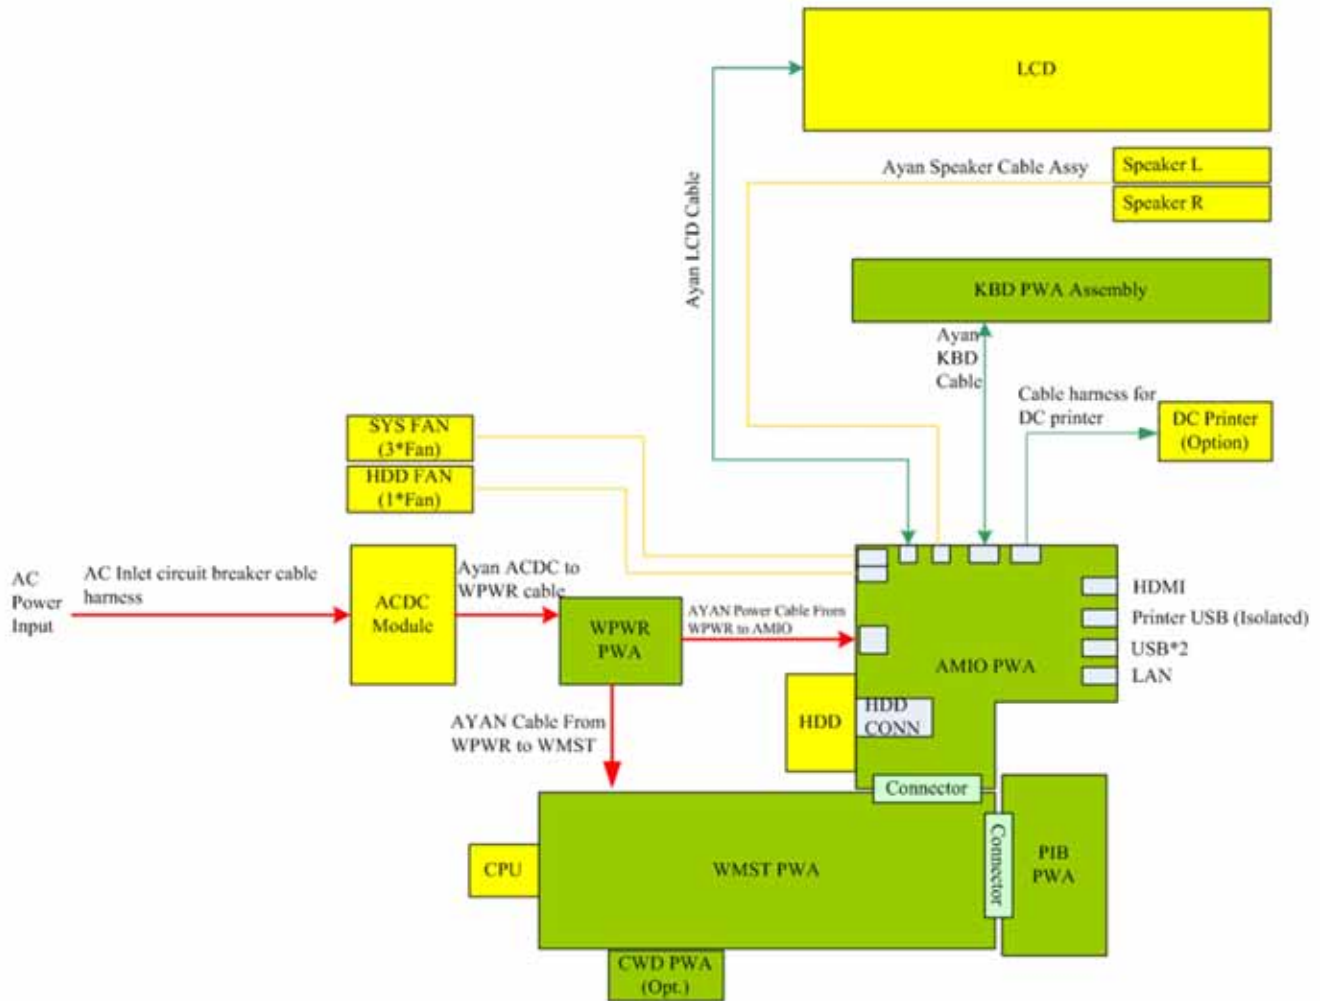 LCD
Ayan LCD Cable
Ayan Speaker Cable Assy
Speaker L
Speaker R
KBD PWA Assembly
Ayan
KBD
Cable
Cable harness for
DC printer
DC Printer
(Option)
SYS FAN
(3*Fan)
HDD FAN
(1*Fan)
AC
Power
Input
AC Inlet circuit breaker cable
harness
ACDC
Module
Ayan ACDC to
WPWR cable
WPWR
PWA
AYAN Power Cable From
WPWR to AMIO
AMIO PWA
HDMI
Printer USB (Isolated)
USB*2
LAN
AYAN Cable From
WPWR to WMST
HDD
HDD
CONN
Connector
Connector
CPU
WMST PWA
PIB
PWA
CWD PWA
(Opt.)